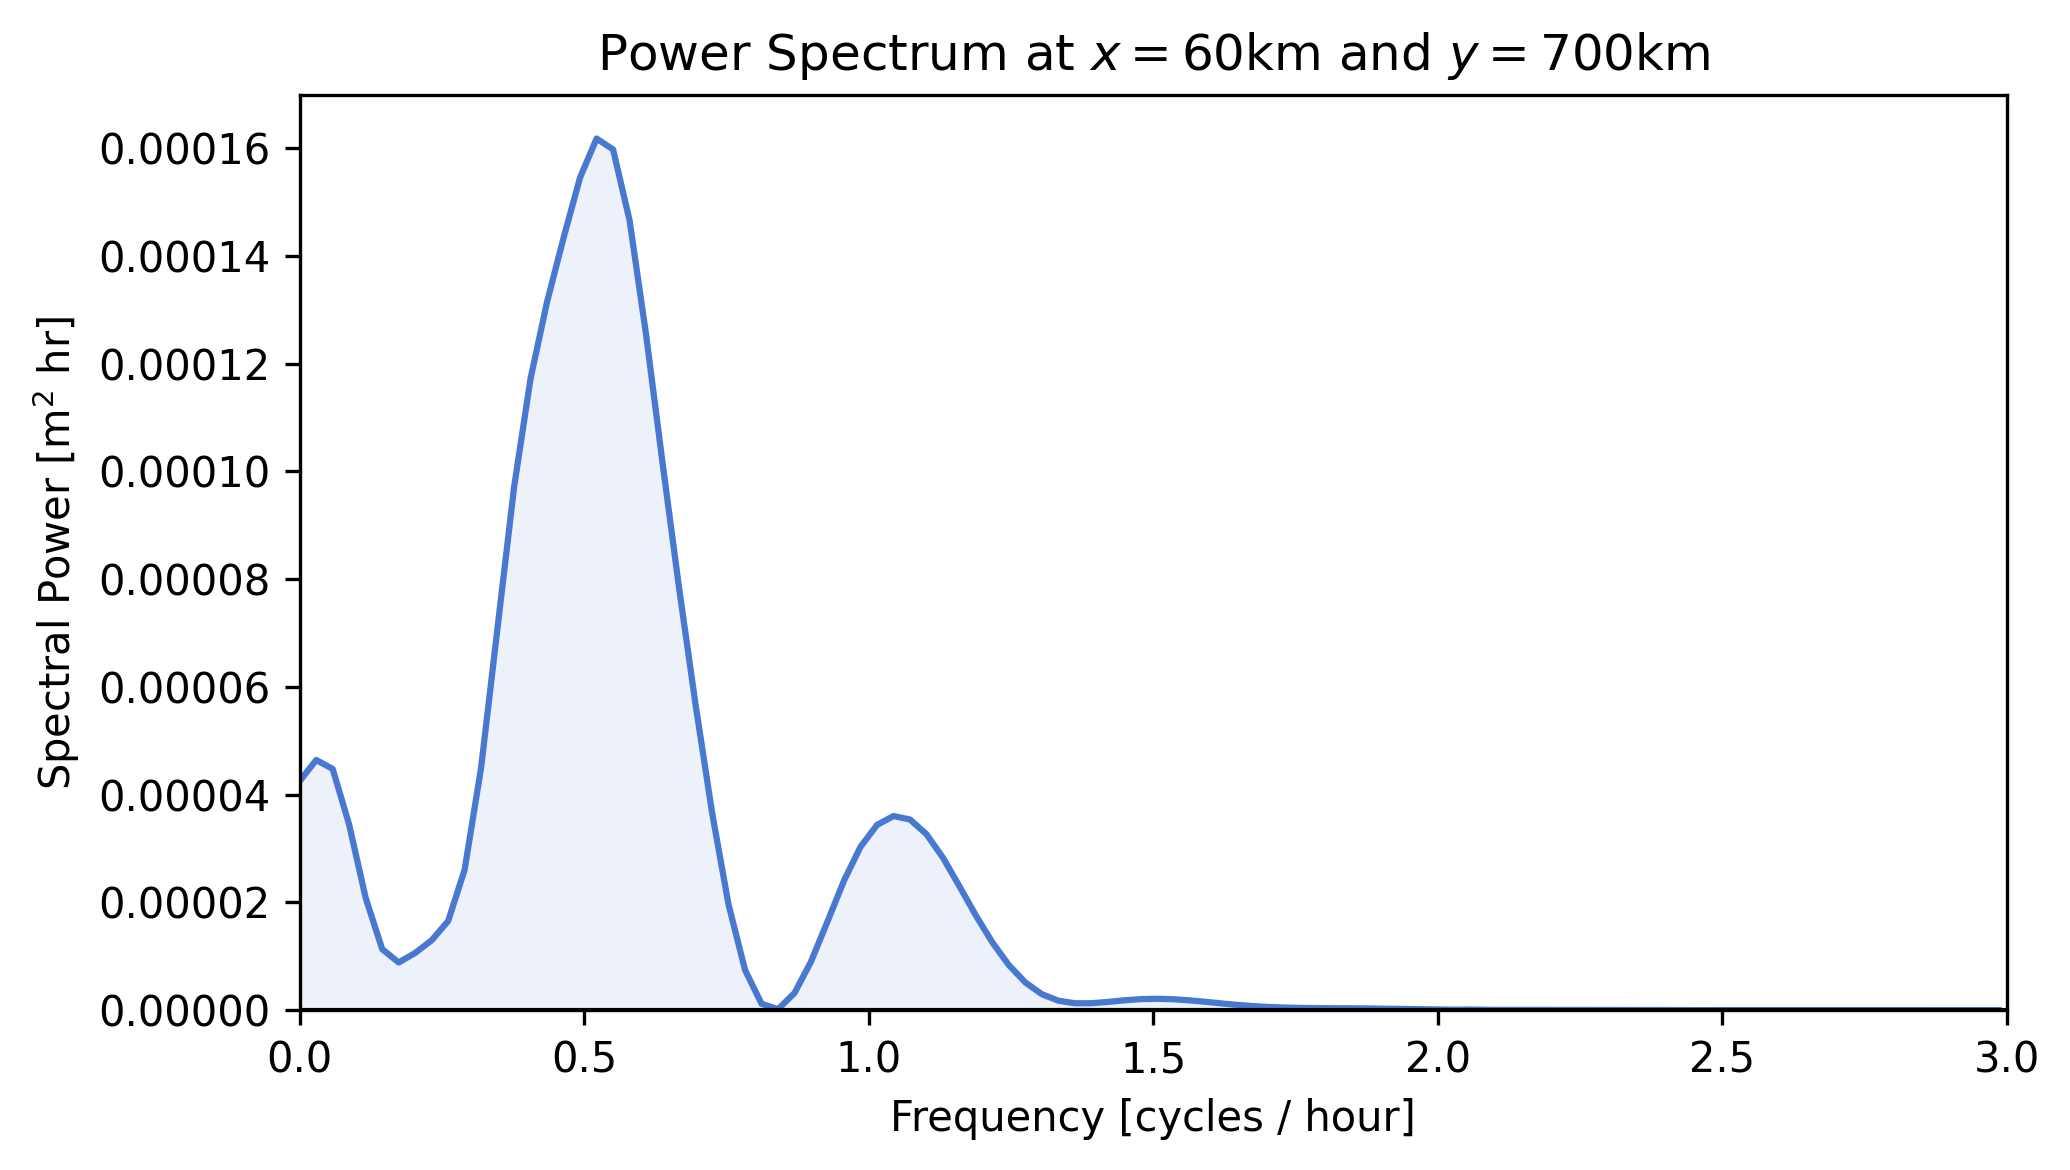 Power Spectrum at x = 60km and y = 700km
Spectral Power [m² hr]
0.00016
0.00014
0.00012
0.00010
0.00008
0.00006
0.00004
0.00002
0.00000
0.0 0.5 1.0 1.5 2.0 2.5 3.0
Frequency [cycles / hour]